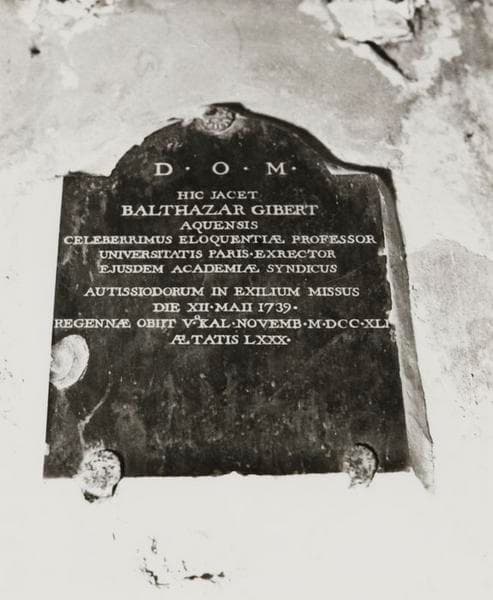 D·O·M·
HIC JACET
BALTHAZAR GIBERT
AQUENSIS
CELEBERRIMUS ELOQUENTIÆ PROFESSOR
UNIVERSITATIS PARIS·EXRECTOR
EJUSDEM ACADEMIÆ SYNDICUS
AUTISSIODORUM IN EXILIUM MISSUS
DIE XII·MAII 1739·
REGENNÆ OBIJT V.º KAL·NOVEMB·M·DCC·XLI
ÆTATIS LXXX·